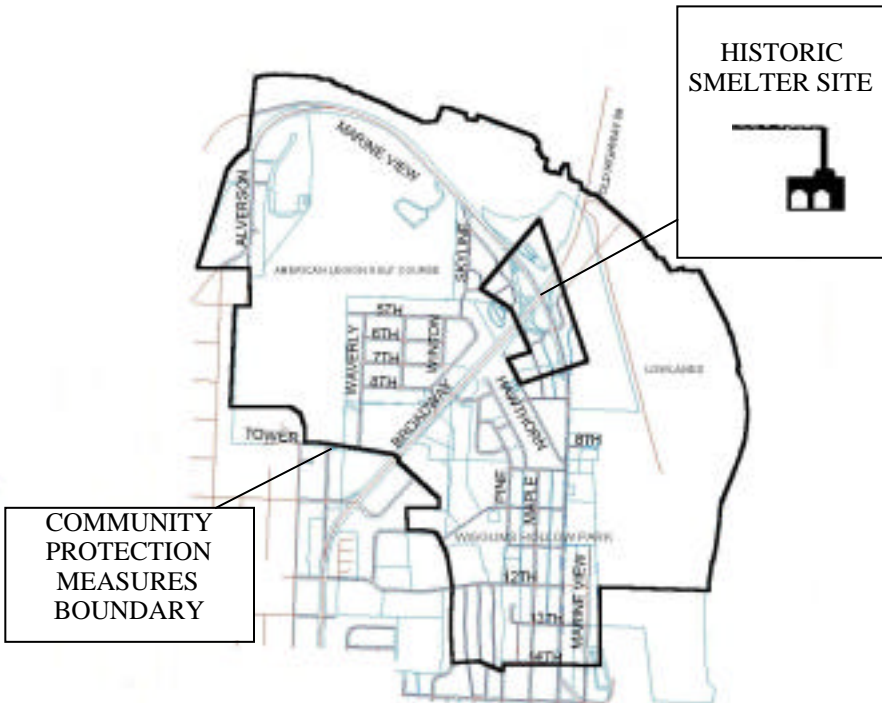 HISTORIC
SMELTER SITE
OLD HIGHWAY 99
MARINE VIEW
ALVERSON
SKYLINE
AMERICAN LEGION GOLF COURSE
5TH
6TH
WINSON
7TH
WAVERLY
8TH
LOWLANDS
HAWTHORN
BROADWAY
TOWER
8TH
PINE
MAPLE
WIGGUMS HOLLOW PARK
COMMUNITY
PROTECTION
MEASURES
BOUNDARY
12TH
MARINE VIEW
13TH
14TH